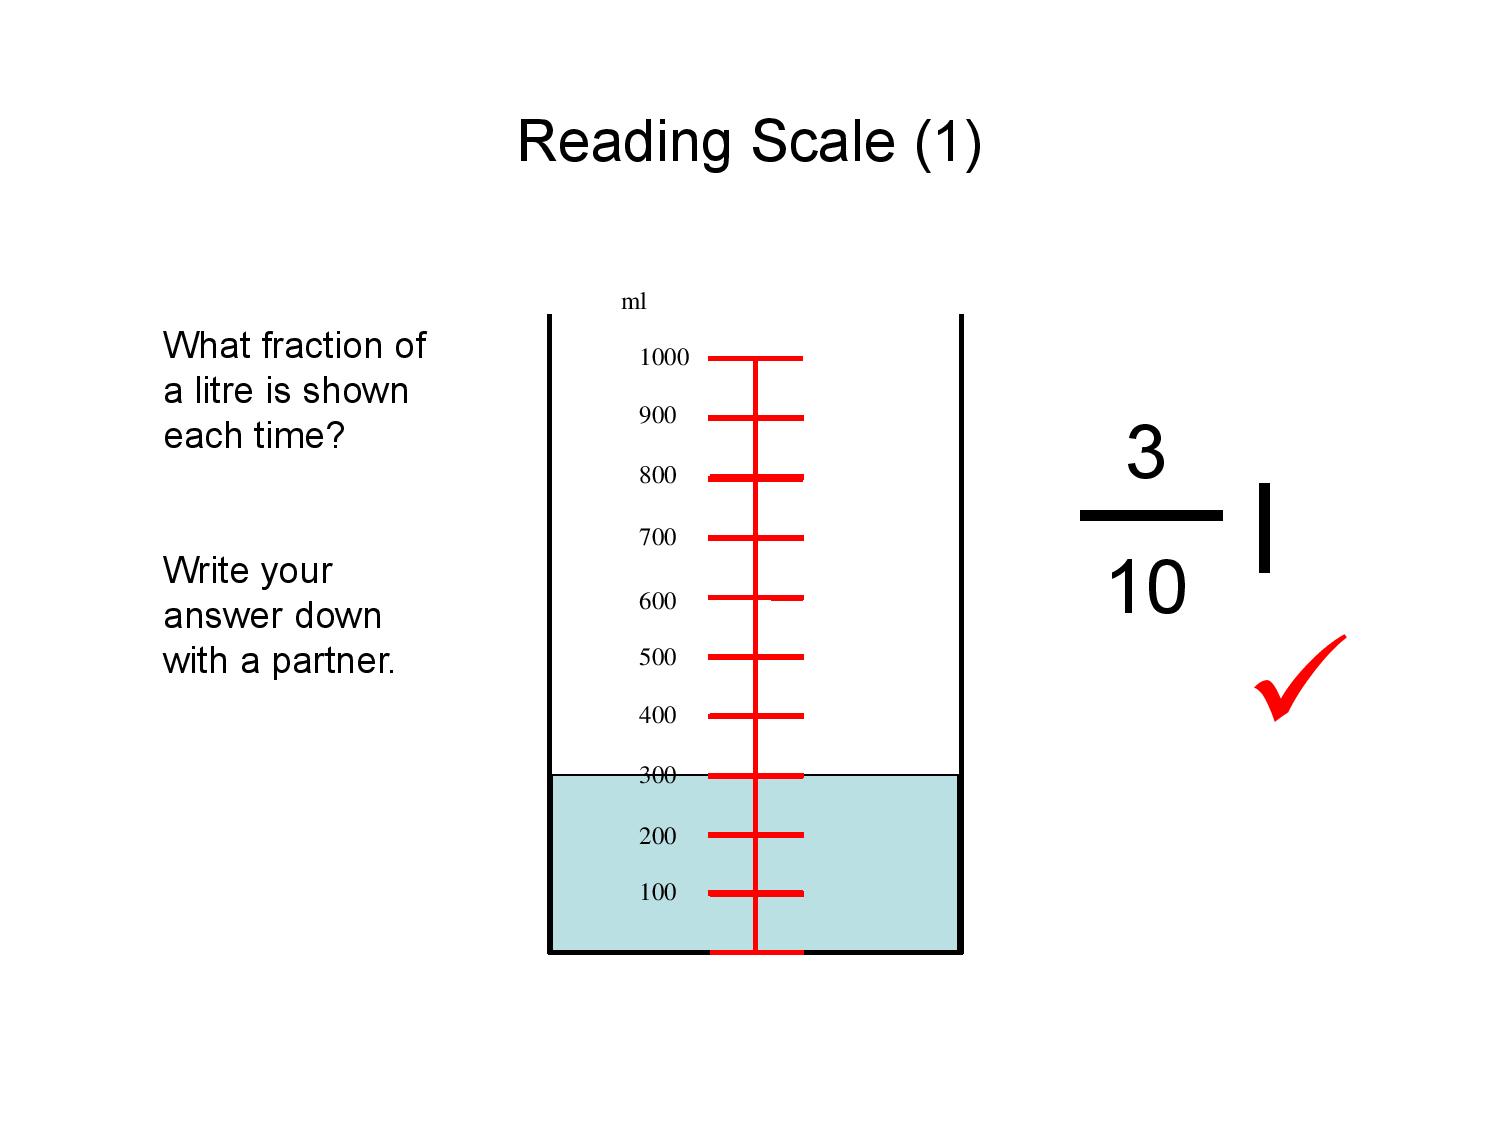 Reading Scale (1)
What fraction of
a litre is shown
each time?
Write your
answer down
with a partner.
ml
1000
900
800
700
600
500
400
300
200
100
3
10
l